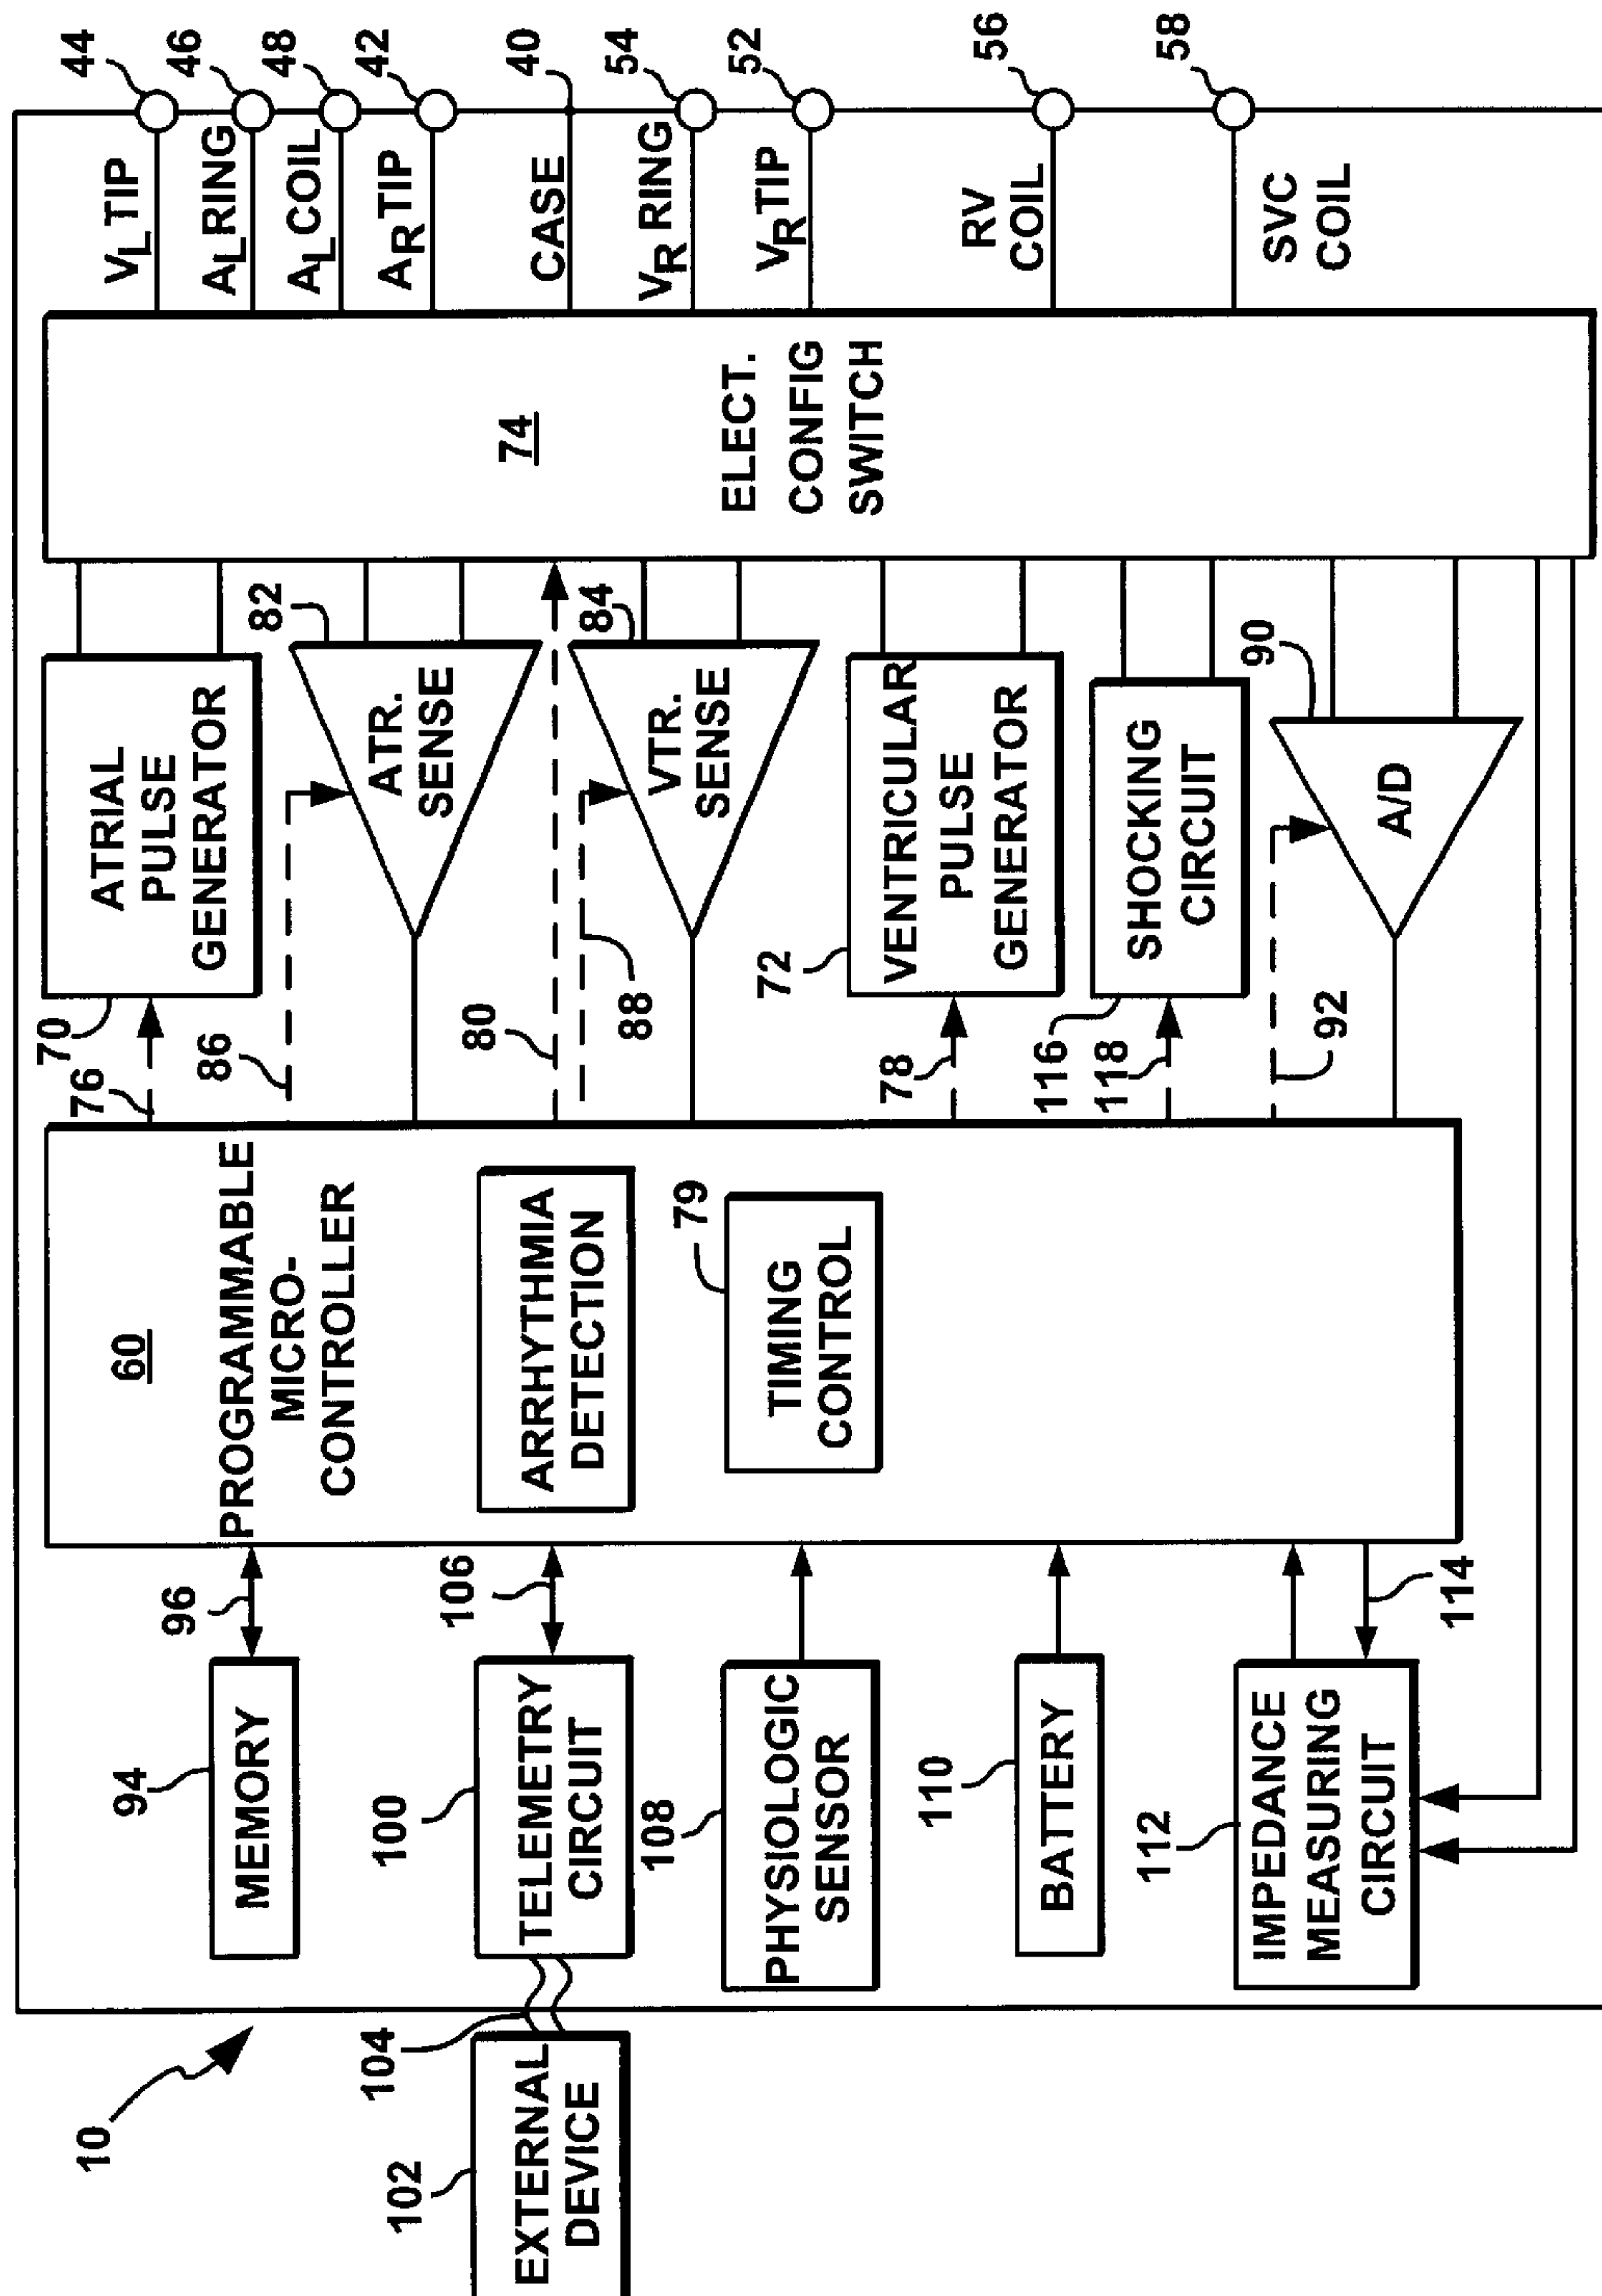 10
102
EXTERNAL
DEVICE
104
94
MEMORY
96
100
TELEMETRY
CIRCUIT
106
108
PHYSIOLOGIC
SENSOR
110
BATTERY
112
IMPEDANCE
MEASURING
CIRCUIT
114
60
PROGRAMMABLE
MICRO-
CONTROLLER
ARRHYTHMIA
DETECTION
79
TIMING
CONTROL
76
70
ATRIAL
PULSE
GENERATOR
86
82
ATR.
SENSE
80
88
84
VTR.
SENSE
78
72
VENTRICULAR
PULSE
GENERATOR
116
118
SHOCKING
CIRCUIT
92
90
A/D
74
ELECT.
CONFIG
SWITCH
VL TIP
44
AL RING
46
AL COIL
48
AR TIP
42
CASE
40
VR RING
54
VR TIP
52
RV
COIL
56
SVC
COIL
58